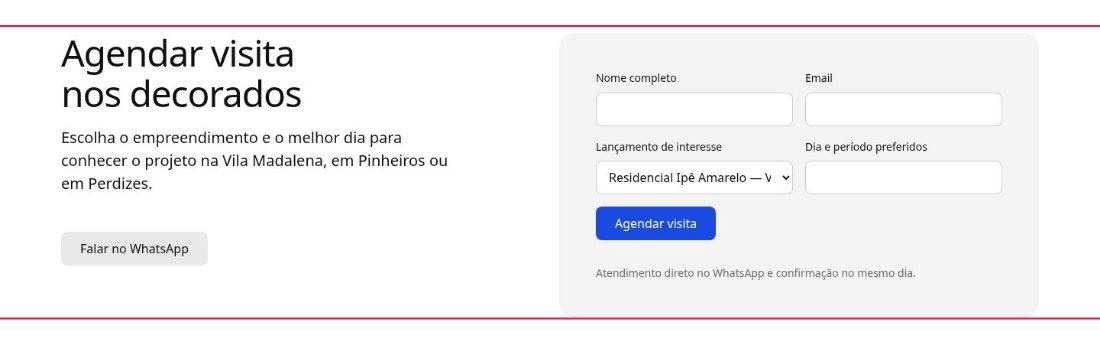 Agendar visita
nos decorados
Escolha o empreendimento e o melhor dia para
conhecer o projeto na Vila Madalena, em Pinheiros ou
em Perdizes.
Falar no WhatsApp
Nome completo
Email
Lançamento de interesse
Dia e período preferidos
Residencial Ipê Amarelo —
Agendar visita
Atendimento direto no WhatsApp e confirmação no mesmo dia.